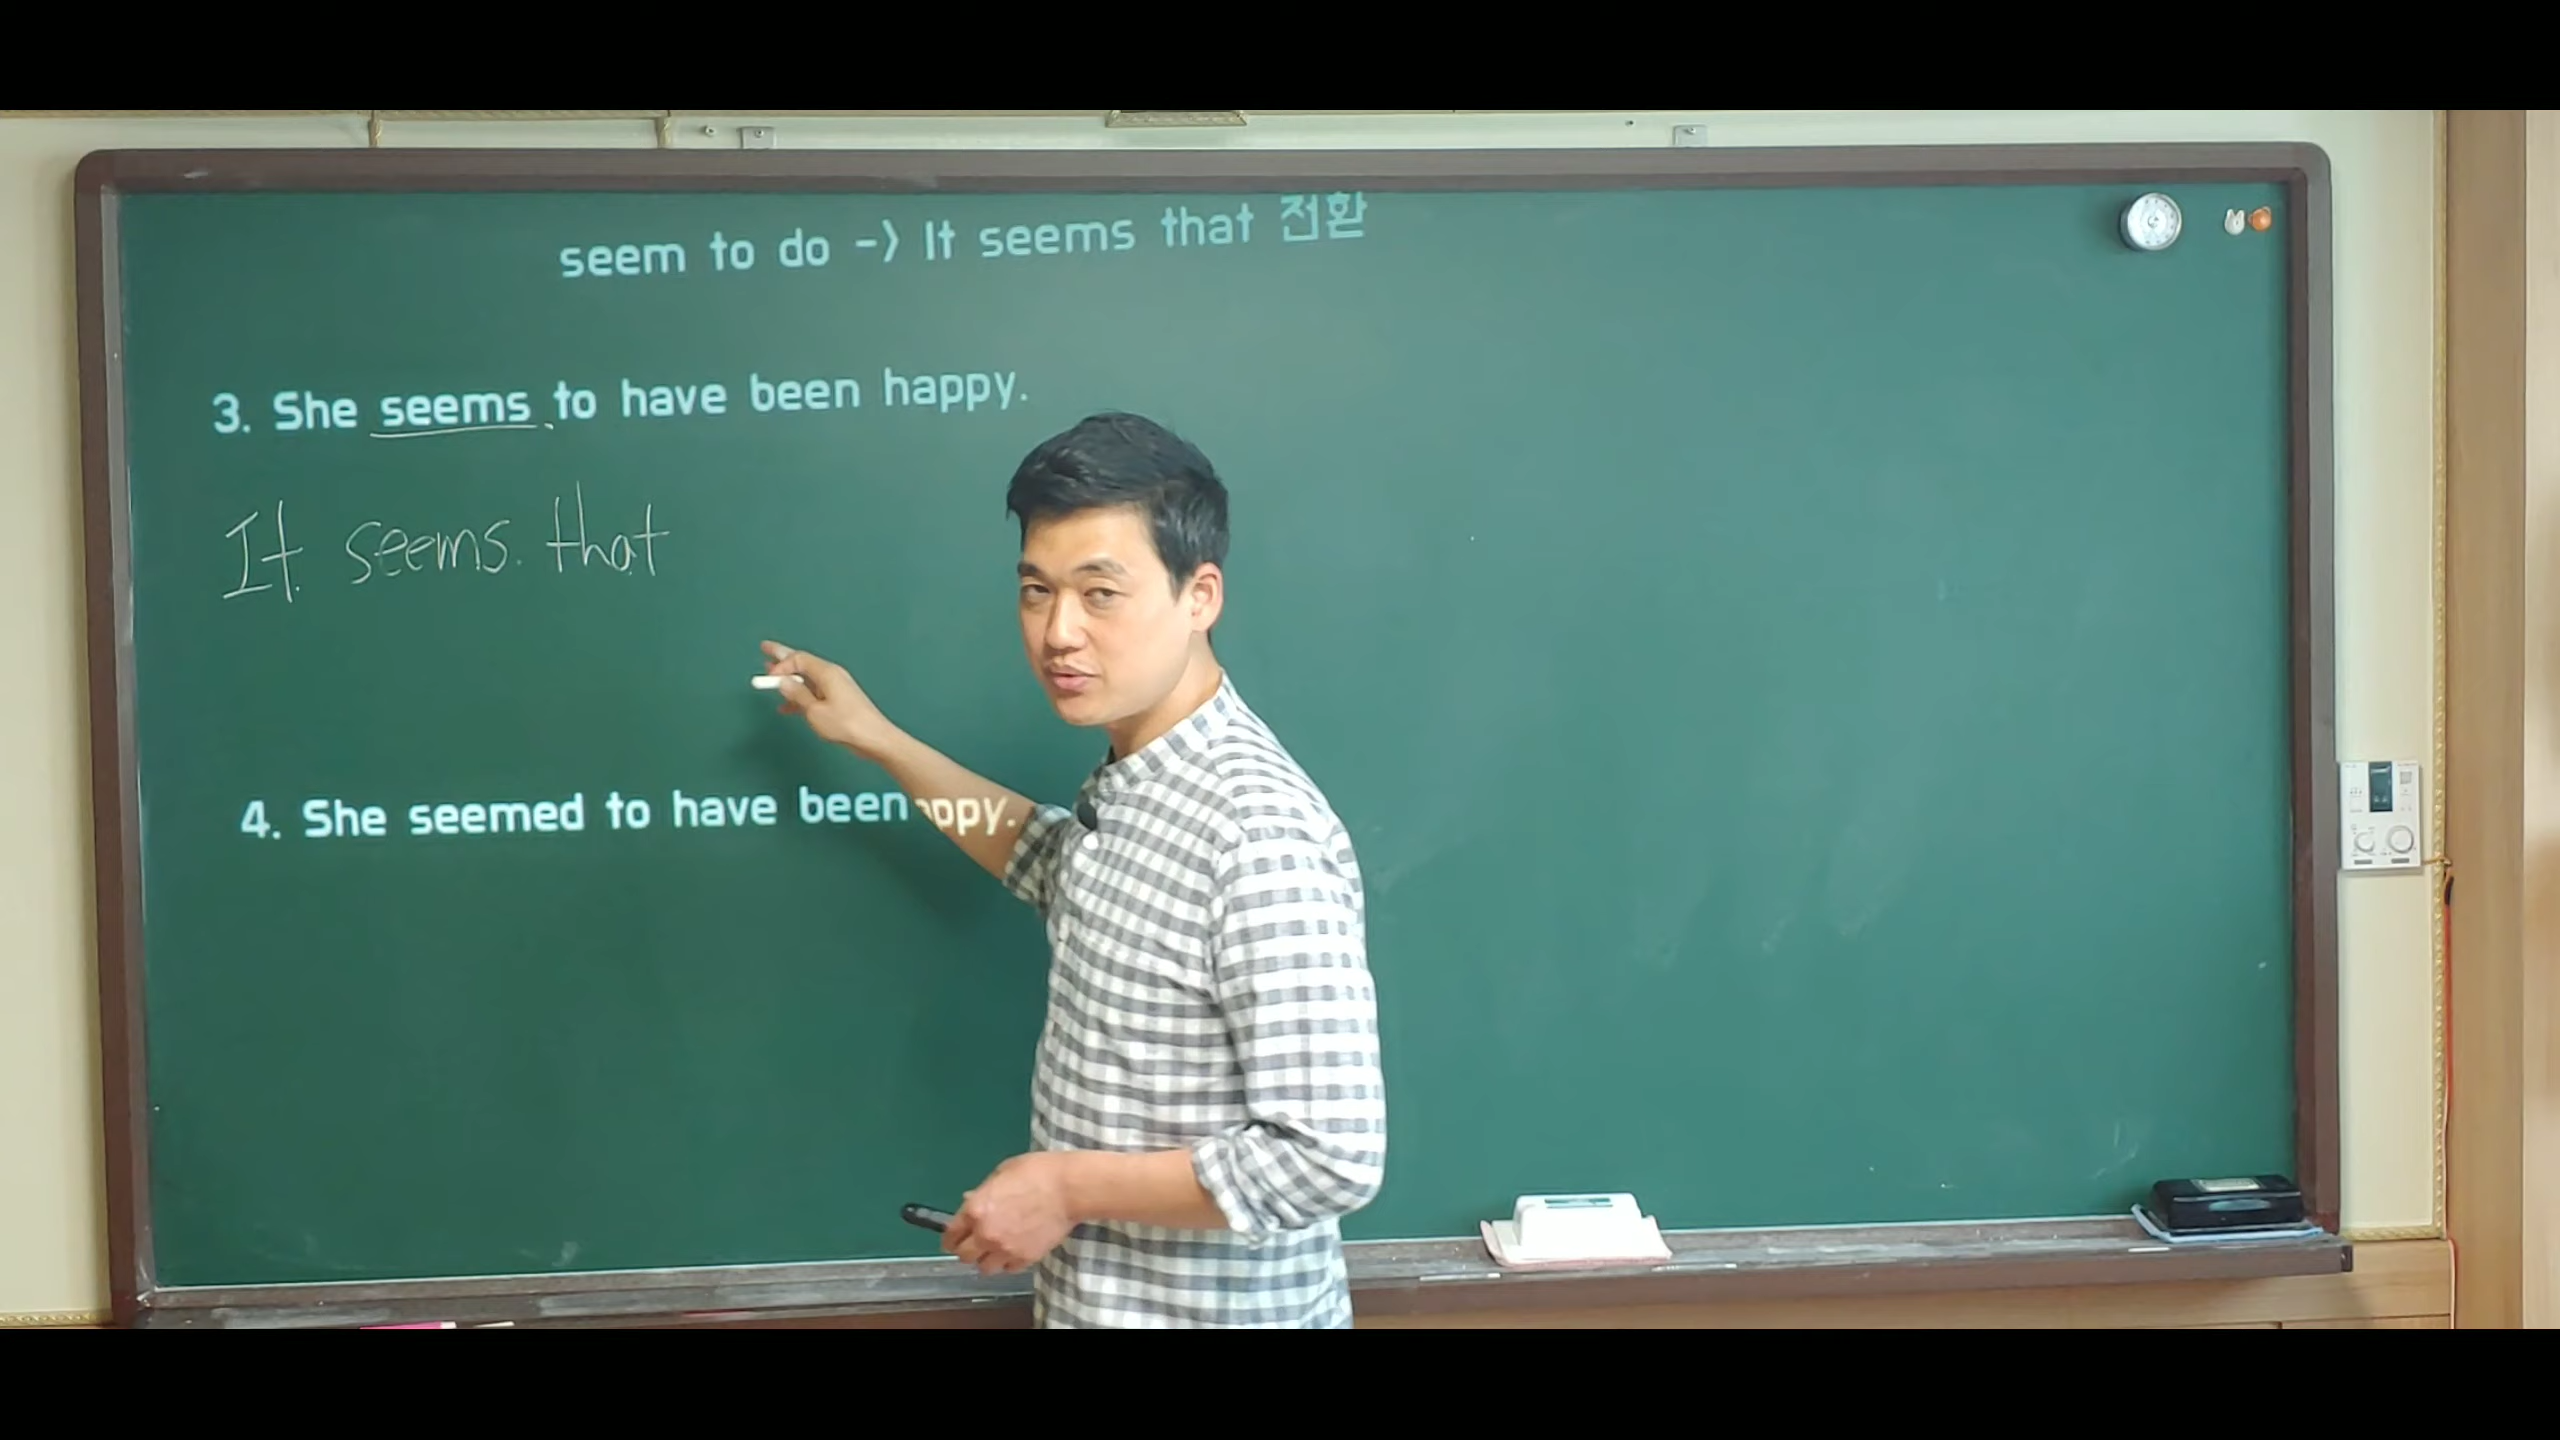 seem to do -> It seems that 전환
3. She seems to have been happy.
It seems that
4. She seemed to have been ppy.